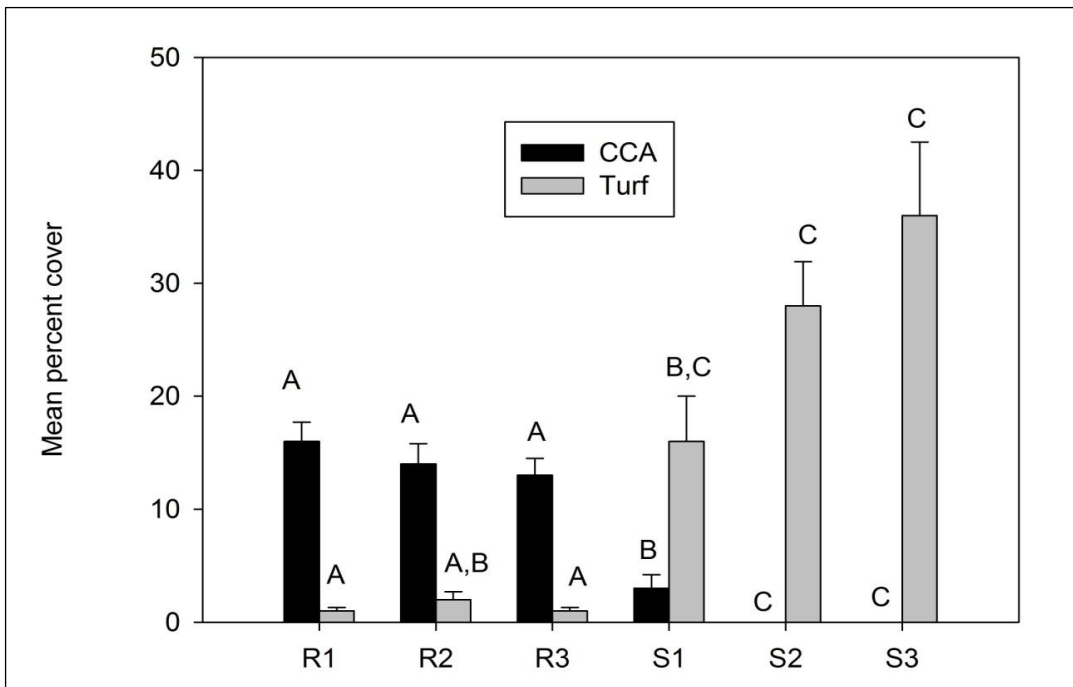 50
40
30
20
10
0
Mean percent cover
CCA
Turf
A
A
A
A,B
A
A
B
B,C
C
C
C
C
R1 R2 R3 S1 S2 S3